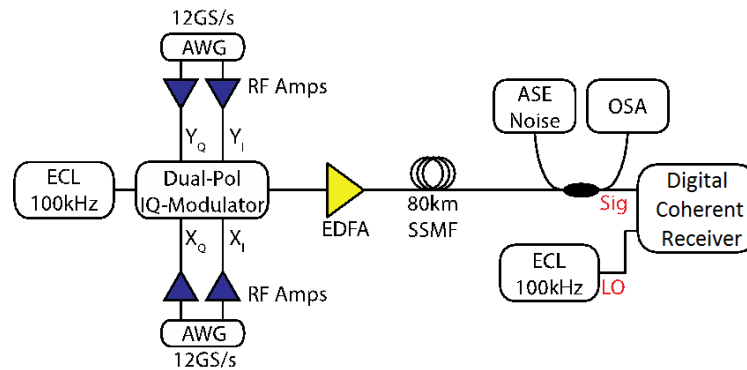 12GS/s
AWG
RF Amps
Y_Q
Y_I
ECL
100kHz
Dual-Pol
IQ-Modulator
X_Q
X_I
RF Amps
AWG
12GS/s
EDFA
80km
SSMF
ASE
Noise
OSA
Sig
Digital
Coherent
Receiver
ECL
100kHz
LO